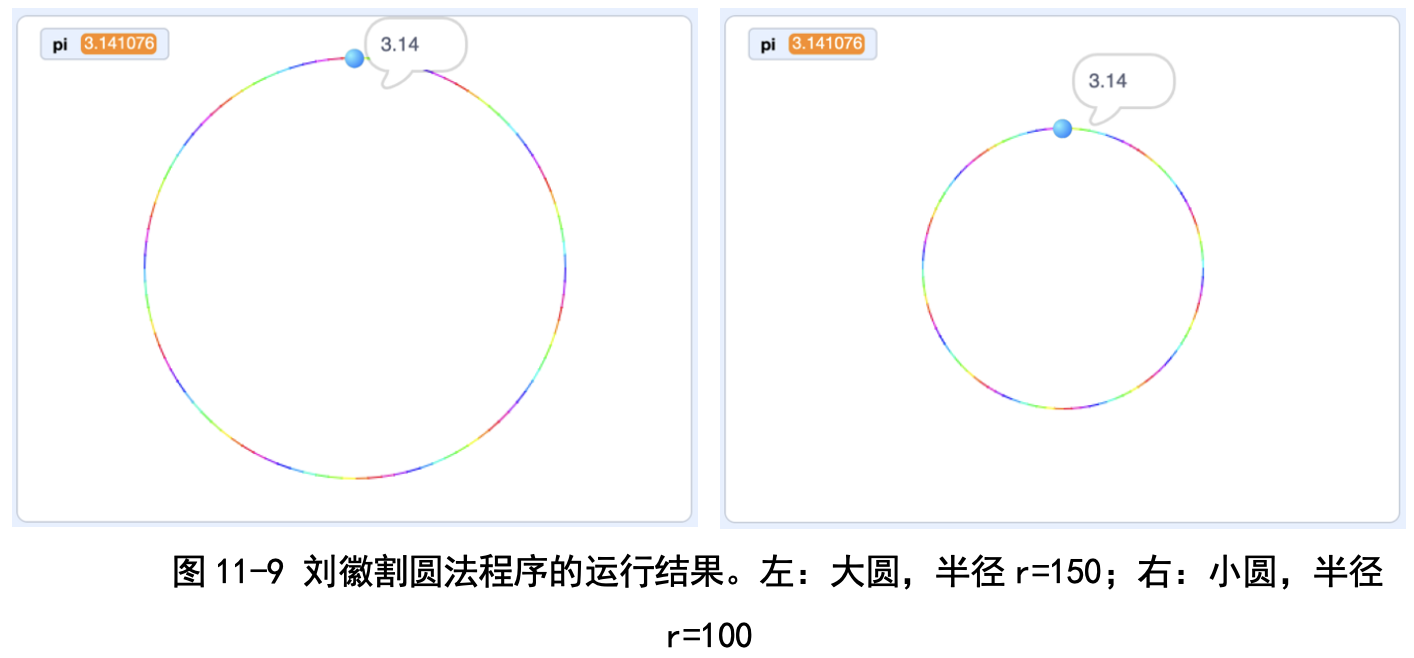 pi 3.141076
3.14
pi 3.141076
3.14
图 11-9 刘徽割圆法程序的运行结果。左：大圆，半径 r=150；右：小圆，半径
r=100